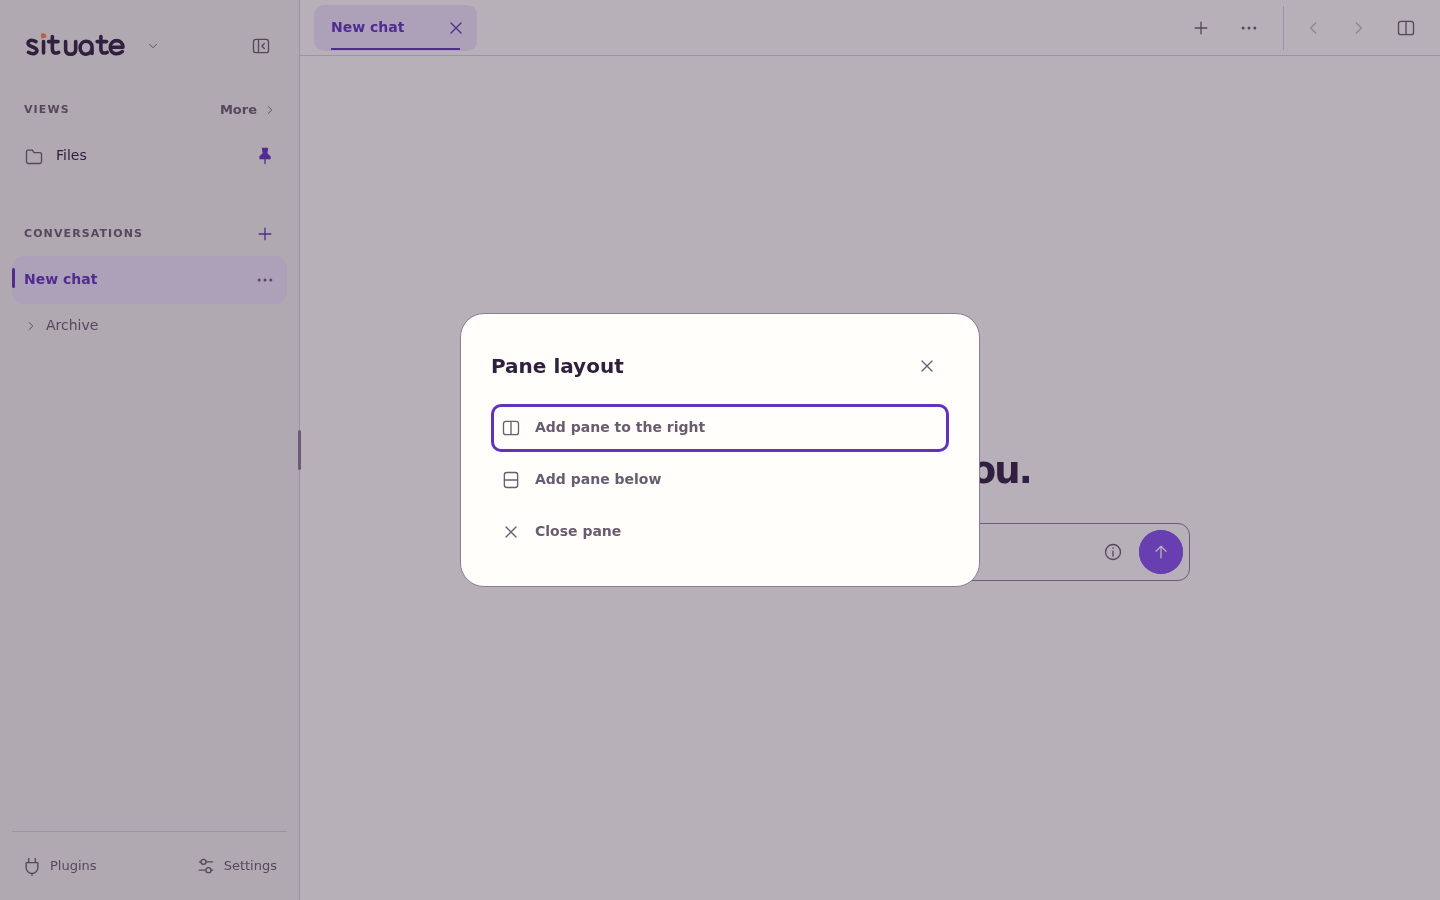 situate
VIEWS
More
Files
CONVERSATIONS
New chat
Archive
Plugins
Settings
New chat
Pane layout
Add pane to the right
Add pane below
Close pane